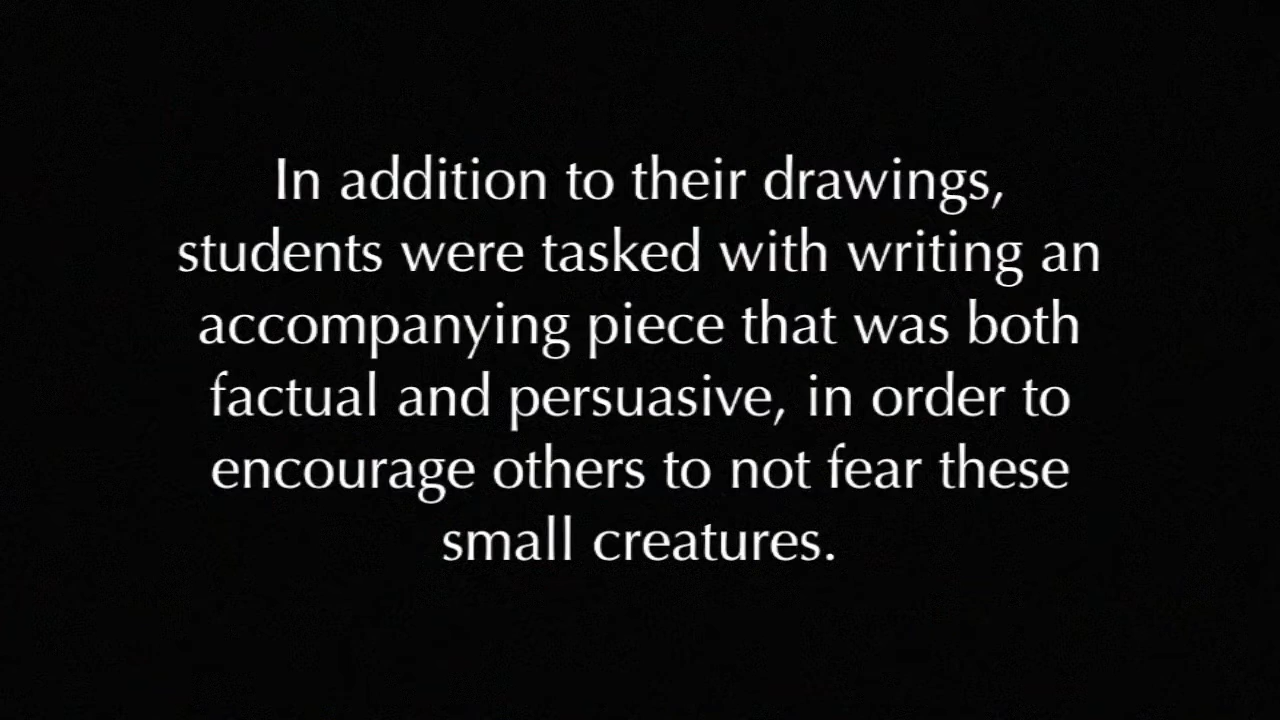 In addition to their drawings,
students were tasked with writing an
accompanying piece that was both
factual and persuasive, in order to
encourage others to not fear these
small creatures.